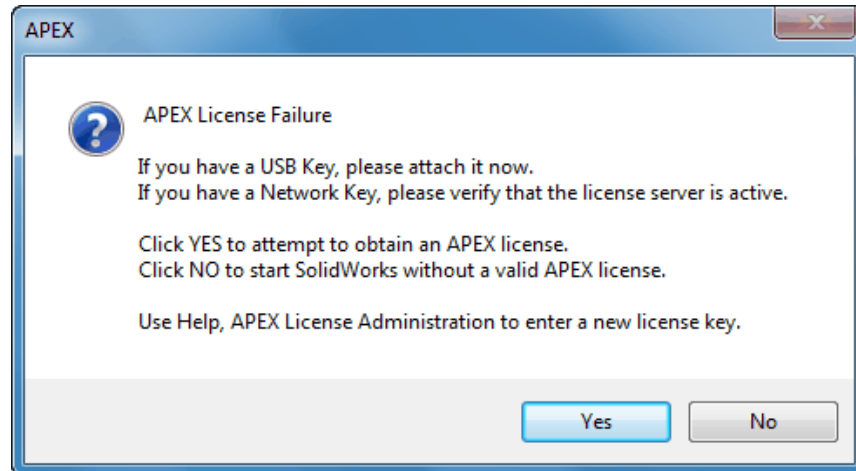 APEX
APEX License Failure
If you have a USB Key, please attach it now.
If you have a Network Key, please verify that the license server is active.
Click YES to attempt to obtain an APEX license.
Click NO to start SolidWorks without a valid APEX license.
Use Help, APEX License Administration to enter a new license key.
Yes
No